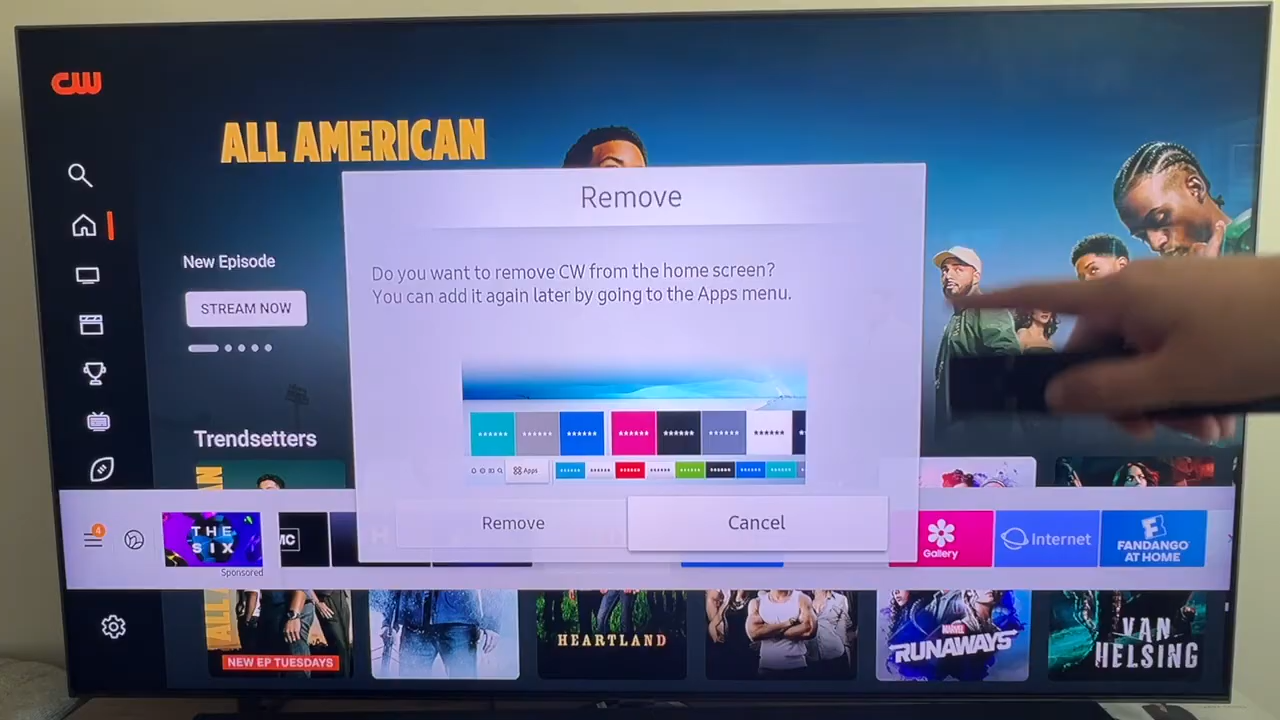 CW
ALL AMERICAN
Remove
New Episode
STREAM NOW
Do you want to remove CW from the home screen?
You can add it again later by going to the Apps menu.
Trendsetters
Apps
Remove
Cancel
4
THE
SIX
Sponsored
Gallery
Internet
FANDANGO
AT HOME
NEW EP TUESDAYS
HEARTLAND
MARVEL
RUNAWAYS
VAN
HELSING